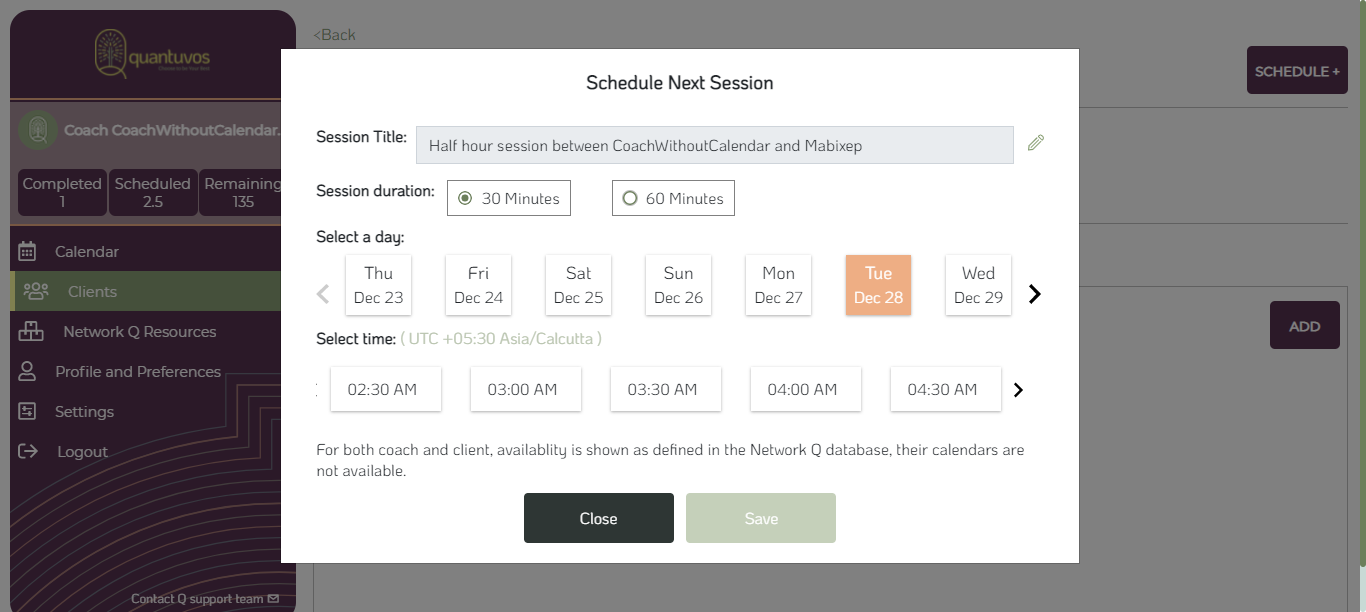 quantuvos
<Back
SCHEDULE +
Coach CoachWithoutCalendar.
Completed
1
Scheduled
2.5
Remaining
135
Calendar
Clients
Network Q Resources
Profile and Preferences
Settings
Logout
Contact Q support team
Schedule Next Session
Session Title: Half hour session between CoachWithoutCalendar and Mabixep
Session duration: 30 Minutes 60 Minutes
Select a day:
Thu Fri Sat Sun Mon Tue Wed
Dec 23 Dec 24 Dec 25 Dec 26 Dec 27 Dec 28 Dec 29
Select time: ( UTC +05:30 Asia/Calcutta )
02:30 AM 03:00 AM 03:30 AM 04:00 AM 04:30 AM
For both coach and client, availablity is shown as defined in the Network Q database, their calendars are
not available.
Close Save
ADD